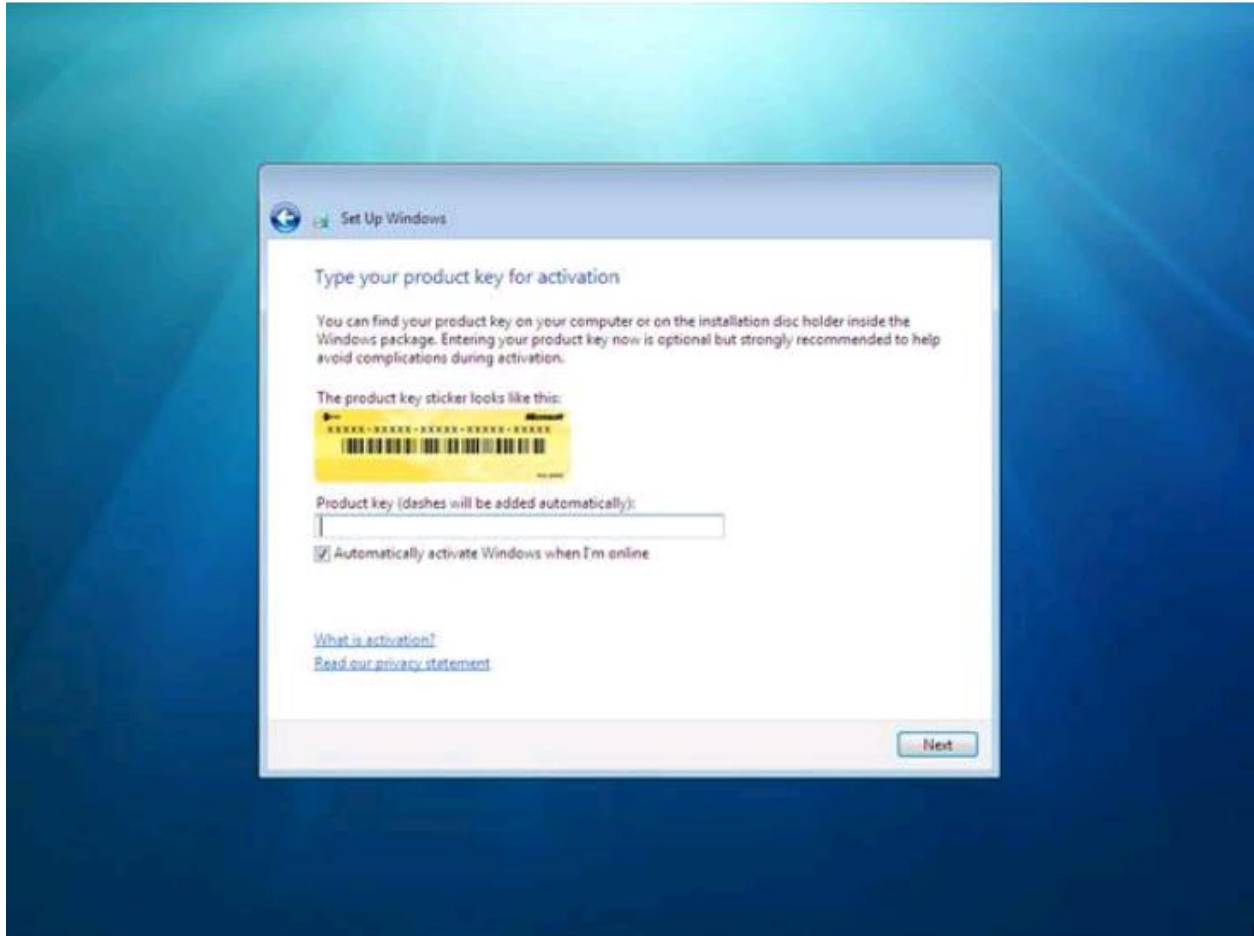 Set Up Windows
Type your product key for activation
You can find your product key on your computer or on the installation disc holder inside the
Windows package. Entering your product key now is optional but strongly recommended to help
avoid complications during activation.
The product key sticker looks like this:
Microsoft
XXXXX-XXXXX-XXXXX-XXXXX-XXXXX
Product key (dashes will be added automatically):
Automatically activate Windows when I'm online
What is activation?
Read our privacy statement
Next